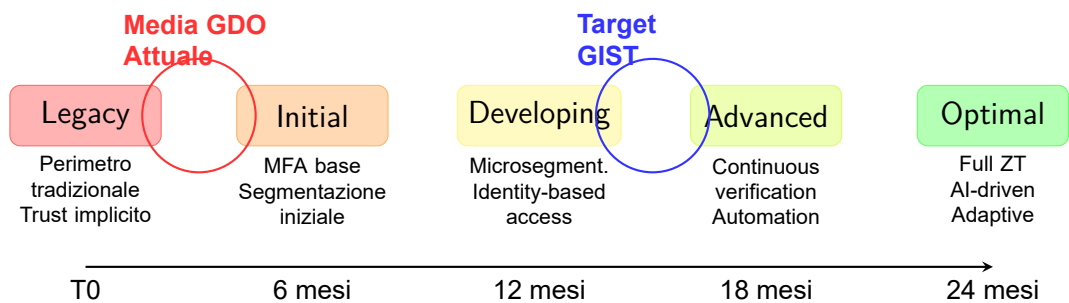 Media GDO
Attuale
Target
GIST
Legacy
Initial
Developing
Advanced
Optimal
Perimetro
tradizionale
Trust implicito
MFA base
Segmentazione
iniziale
Microsegment.
Identity-based
access
Continuous
verification
Automation
Full ZT
AI-driven
Adaptive
T0
6 mesi
12 mesi
18 mesi
24 mesi